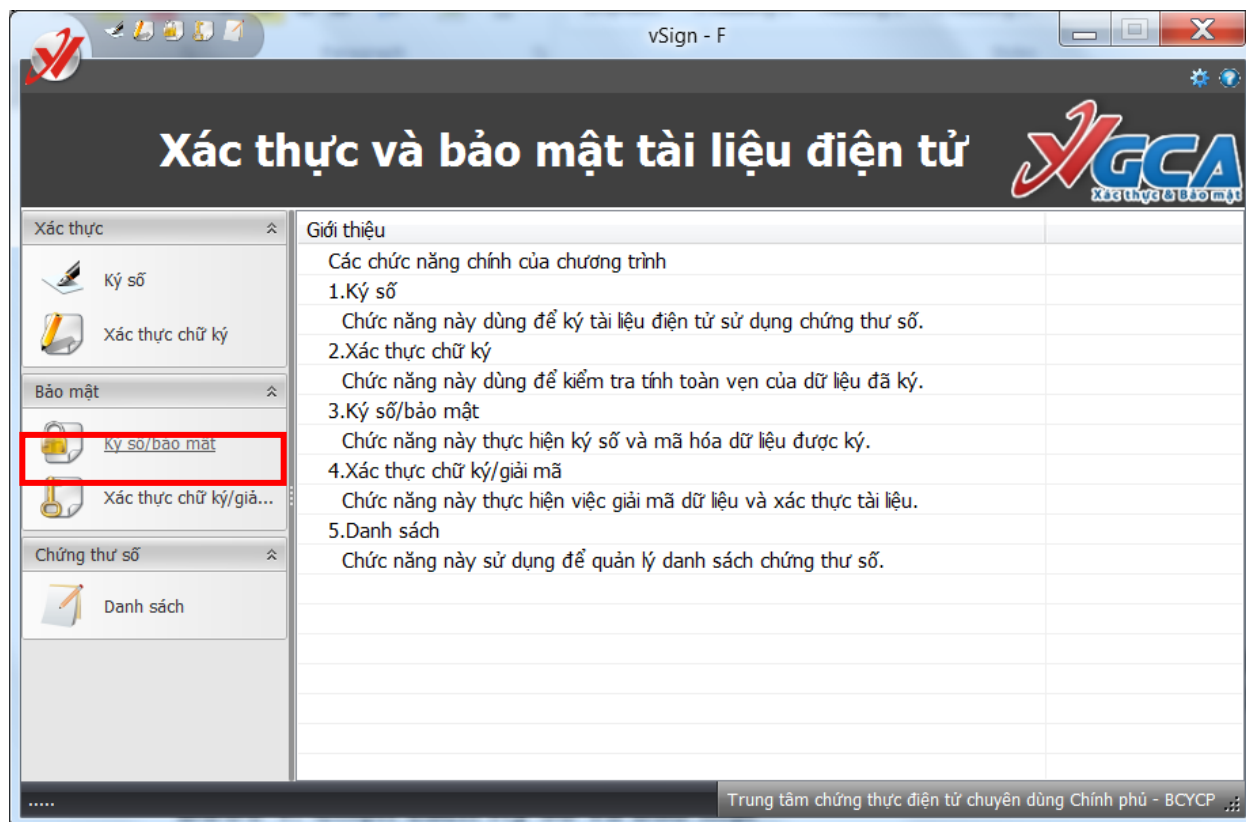 vSign - F
Xác thực và bảo mật tài liệu điện tử
VGCA
Xác thực & Bảo mật
Xác thực
Ký số
Xác thực chữ ký
Bảo mật
Ký số/bảo mật
Xác thực chữ ký/giả...
Chứng thư số
Danh sách
Giới thiệu
Các chức năng chính của chương trình
1.Ký số
Chức năng này dùng để ký tài liệu điện tử sử dụng chứng thư số.
2.Xác thực chữ ký
Chức năng này dùng để kiểm tra tính toàn vẹn của dữ liệu đã ký.
3.Ký số/bảo mật
Chức năng này thực hiện ký số và mã hóa dữ liệu được ký.
4.Xác thực chữ ký/giải mã
Chức năng này thực hiện việc giải mã dữ liệu và xác thực tài liệu.
5.Danh sách
Chức năng này sử dụng để quản lý danh sách chứng thư số.
.....
Trung tâm chứng thực điện tử chuyên dùng Chính phủ - BCYCP